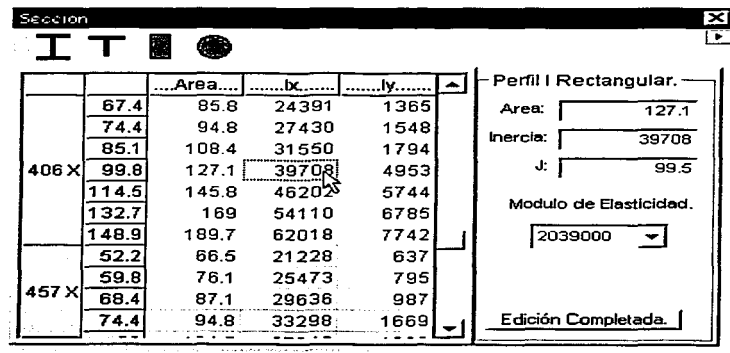 Seccion
....Area.... ......Ix....... ......Iy.......
67.4 85.8 24391 1365
74.4 94.8 27430 1548
85.1 108.4 31550 1794
406 X 99.8 127.1 39708 4953
114.5 145.8 46202 5744
132.7 169 54110 6785
148.9 189.7 62018 7742
52.2 66.5 21228 637
59.8 76.1 25473 795
457 X 68.4 87.1 29636 987
74.4 94.8 33298 1669
Perfil I Rectangular.
Area: 127.1
Inercia: 39708
J: 99.5
Modulo de Elasticidad.
2039000
Edición Completada.